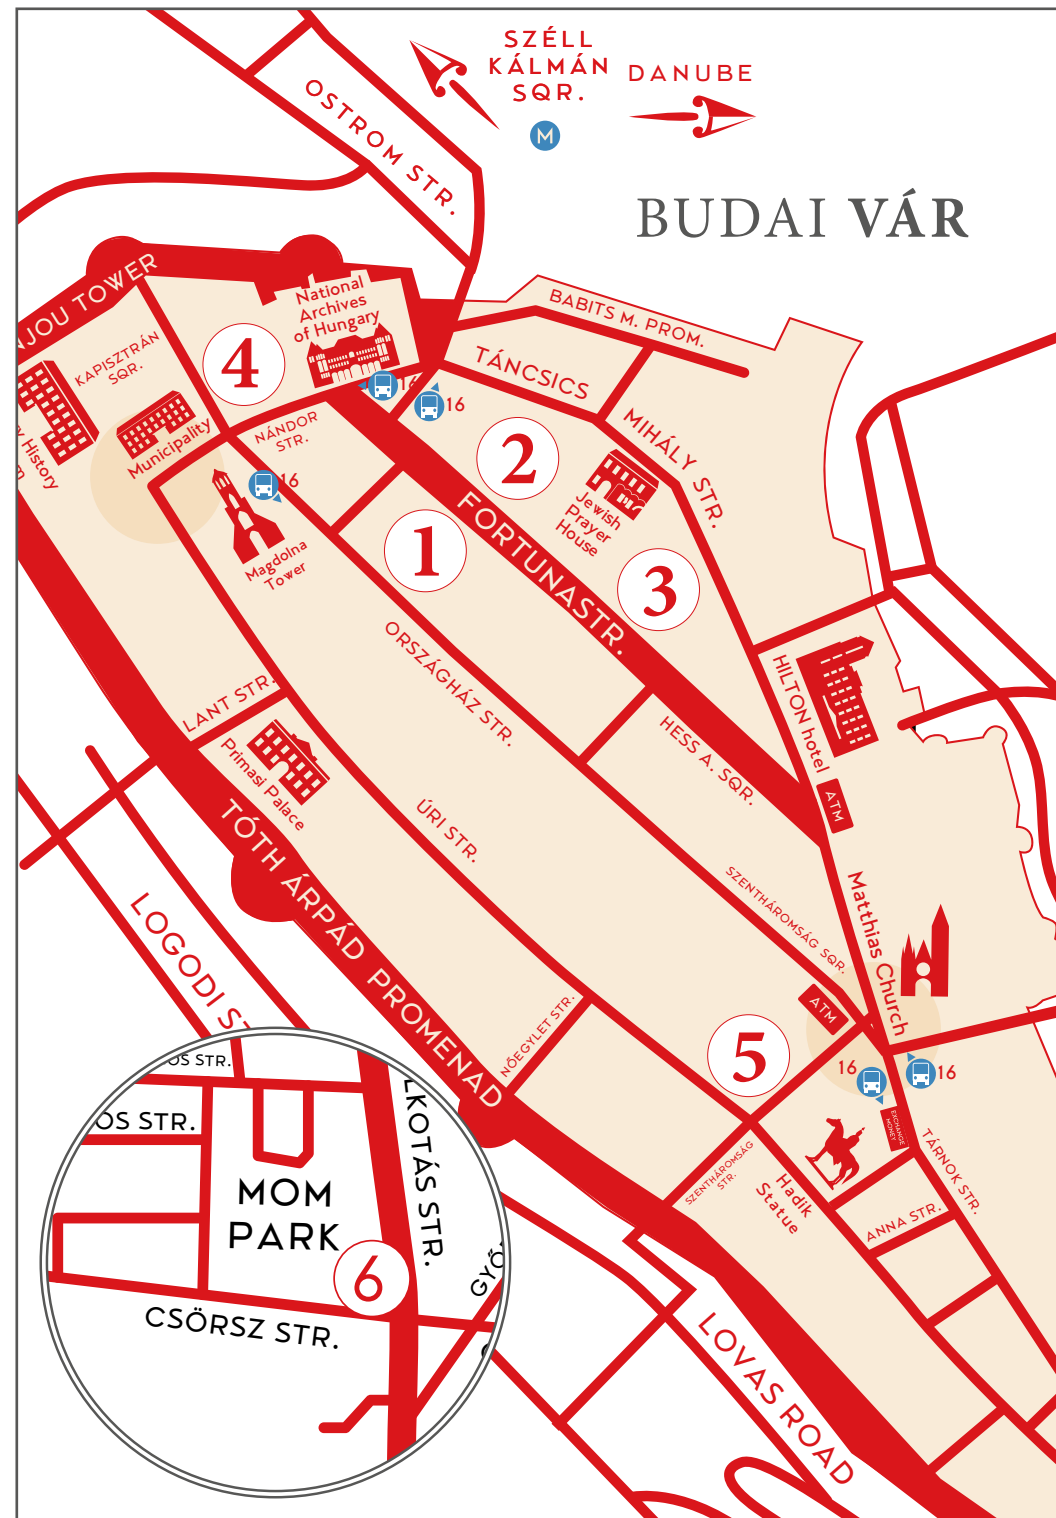 SZÉLL
KÁLMÁN
SQR.
M
DANUBE
BUDAI VÁR
OSTROM STR.
BABITS M. PROM.
National
Archives
of Hungary
KAPISZTRÁN
SQR.
TOWER
4
16
16
TÁNCSICS
MIHÁLY STR.
Municipality
NÁNDOR
STR.
History
16
2
Jewish
Prayer
House
Magdolna
Tower
1
FORTUNASTR.
3
ORSZÁGHÁZ STR.
HILTON hotel
LANT STR.
HESS A. SQR.
Primasi Palace
ATM
ÚRI STR.
TÓTH ÁRPÁD PROMENAD
SZENTHÁROMSÁG SQR.
Matthias Church
LOGODI
ATM
NŐEGYLET STR.
5
16
16
EXCHANGE
MONEY
TÁRNOK STR.
SZENTHÁROMSÁG
STR.
Hadik
Statue
ANNA STR.
LOVAS ROAD
OS STR.
OS STR.
LKOTÁS STR.
MOM
PARK
6
GYŐ
CSÖRSZ STR.